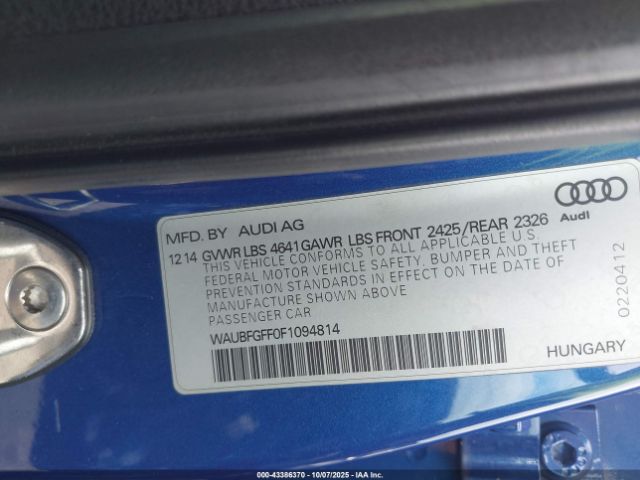 MFD. BY AUDI AG
Audi
12 14 GVWR LBS 4641 GAWR LBS FRONT 2425/REAR 2326
THIS VEHICLE CONFORMS TO ALL APPLICABLE U.S.
FEDERAL MOTOR VEHICLE SAFETY, BUMPER AND THEFT
PREVENTION STANDARDS IN EFFECT ON THE DATE OF
MANUFACTURE SHOWN ABOVE
PASSENGER CAR
WAUBFGFF0F1094814
0220412
HUNGARY
000-43386370 - 10/07/2025 - IAA Inc.